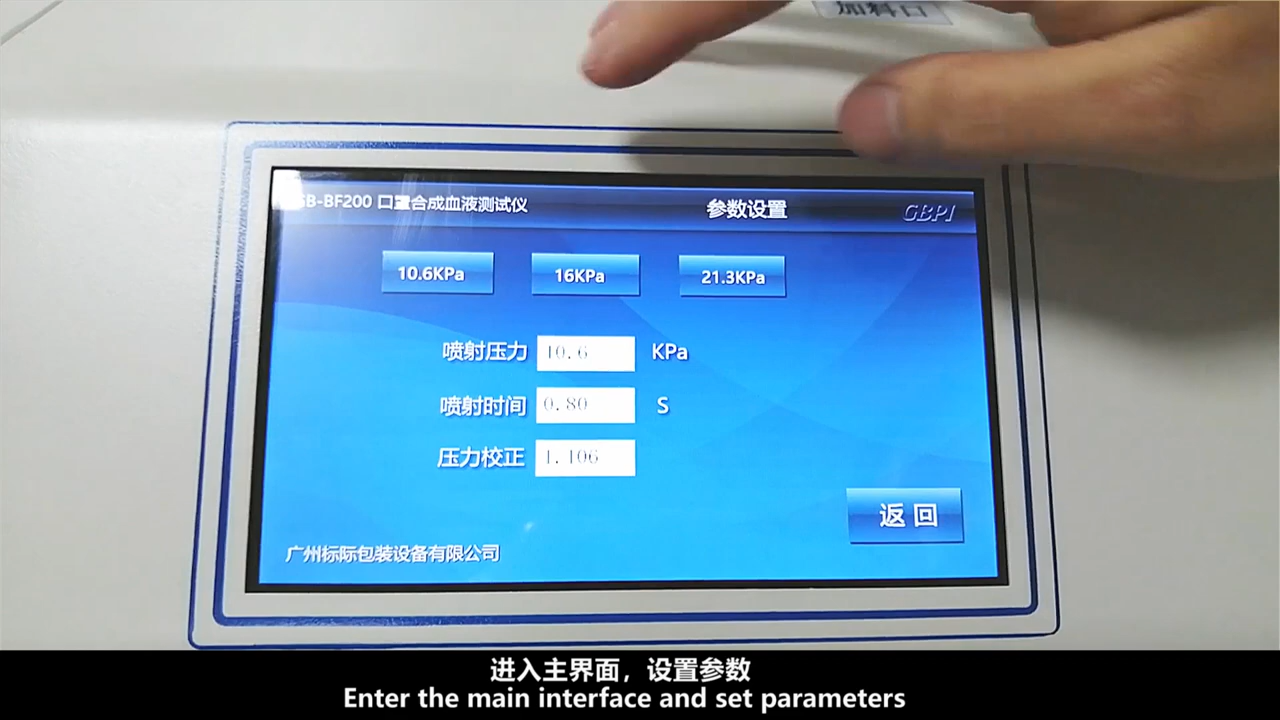 加料口
SB-BF200 口罩合成血液测试仪
参数设置
GBPI
10.6KPa
16KPa
21.3KPa
喷射压力 10.6 KPa
喷射时间 0.80 S
压力校正 1.106
返回
广州标际包装设备有限公司
进入主界面，设置参数
Enter the main interface and set parameters